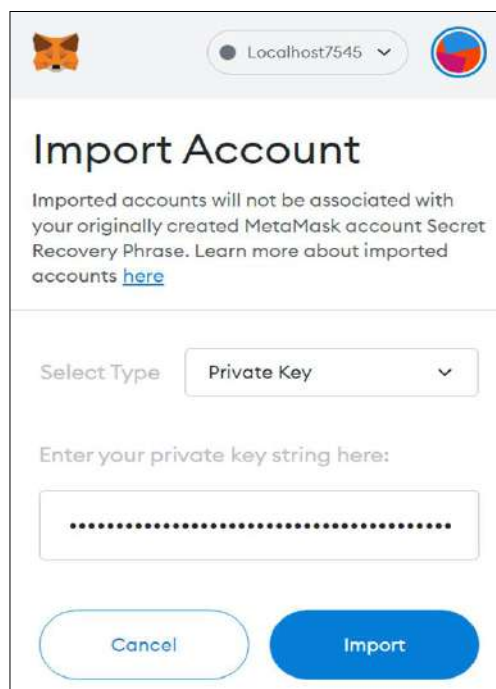 Localhost7545
Import Account
Imported accounts will not be associated with
your originally created MetaMask account Secret
Recovery Phrase. Learn more about imported
accounts here
Select Type
Private Key
Enter your private key string here:
••••••••••••••••••••••••••••••••••••••••••
Cancel
Import